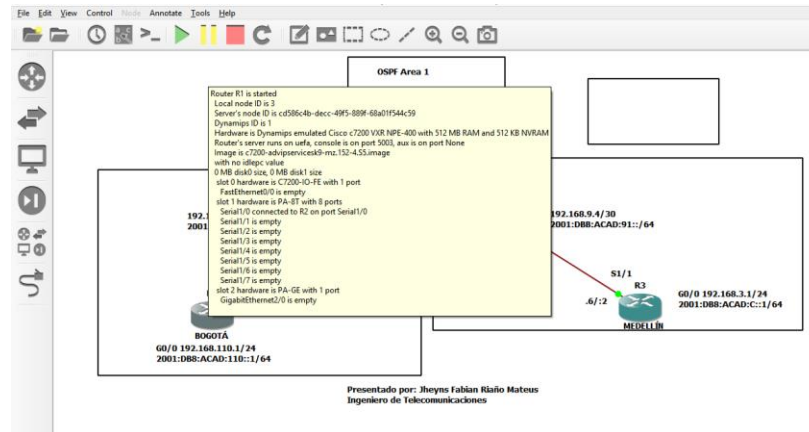 File Edit View Control Node Annotate Tools Help
OSPF Area 1
Router R1 is started
Local node ID is 3
Server's node ID is cd586c4b-decc-49f5-889f-68a01f544c59
Dynamips ID is 1
Hardware is Dynamips emulated Cisco c7200 VXR NPE-400 with 512 MB RAM and 512 KB NVRAM
Router's server runs on uefa, console is on port 5003, aux is on port None
Image is c7200-advipservicesk9-mz.152-4.S5.image
with no idlepc value
0 MB disk0 size, 0 MB disk1 size
slot 0 hardware is C7200-IO-FE with 1 port
FastEthernet0/0 is empty
slot 1 hardware is PA-8T with 8 ports
Serial1/0 connected to R2 on port Serial1/0
Serial1/1 is empty
Serial1/2 is empty
Serial1/3 is empty
Serial1/4 is empty
Serial1/5 is empty
Serial1/6 is empty
Serial1/7 is empty
slot 2 hardware is PA-GE with 1 port
GigabitEthernet2/0 is empty
192.1
2001
192.168.9.4/30
2001:DB8:ACAD:91::/64
S1/1
R3
.6/:2
G0/0 192.168.3.1/24
2001:DB8:ACAD:C::1/64
MEDELLÍN
BOGOTÁ
G0/0 192.168.110.1/24
2001:DB8:ACAD:110::1/64
Presentado por: Jheyns Fabian Riaño Mateus
Ingeniero de Telecomunicaciones